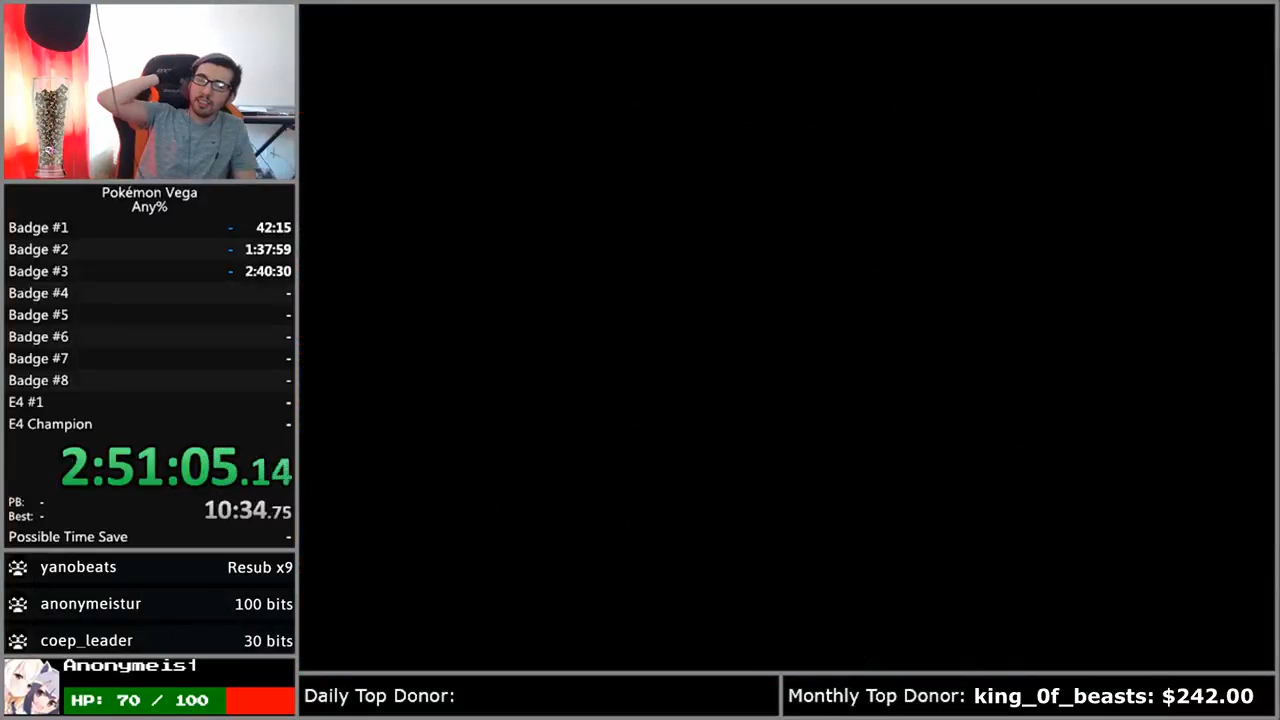 Pokémon Vega
Any%
Badge #1 - 42:15
Badge #2 - 1:37:59
Badge #3 - 2:40:30
Badge #4 -
Badge #5 -
Badge #6 -
Badge #7 -
Badge #8 -
E4 #1 -
E4 Champion -
2:51:05.14
PB: -
Best: -
10:34.75
Possible Time Save -
yanobeats Resub x9
anonymeistur 100 bits
coep_leader 30 bits
HP: 70 / 100
Daily Top Donor:
Monthly Top Donor: king_0f_beasts: $242.00